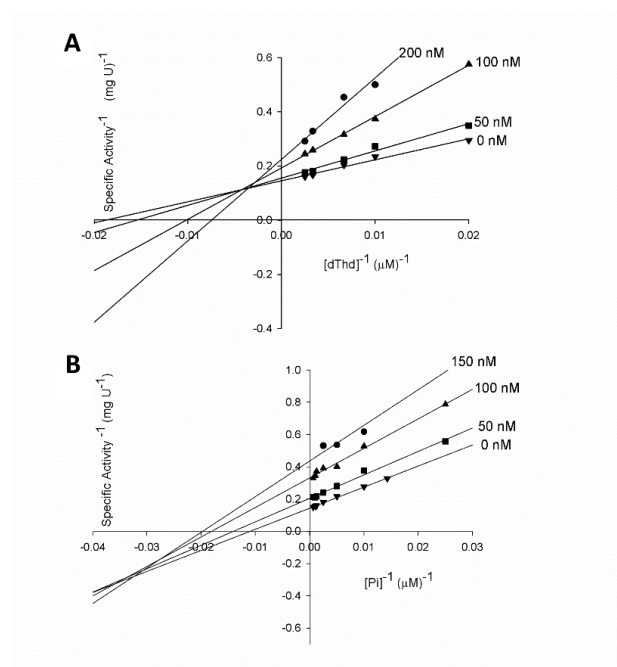 A
Specific Activity⁻¹ (mg U)⁻¹
0.6
0.4
0.2
0.0
-0.2
-0.4
-0.02
-0.01
0.00
0.01
0.02
200 nM
100 nM
50 nM
0 nM
[dThd]⁻¹ (μM)⁻¹
B
Specific Activity ⁻¹ (mg U⁻¹)
1.0
0.8
0.6
0.4
0.2
0.0
-0.2
-0.4
-0.6
-0.04
-0.03
-0.02
-0.01
0.00
0.01
0.02
0.03
150 nM
100 nM
50 nM
0 nM
[Pi]⁻¹ (μM)⁻¹